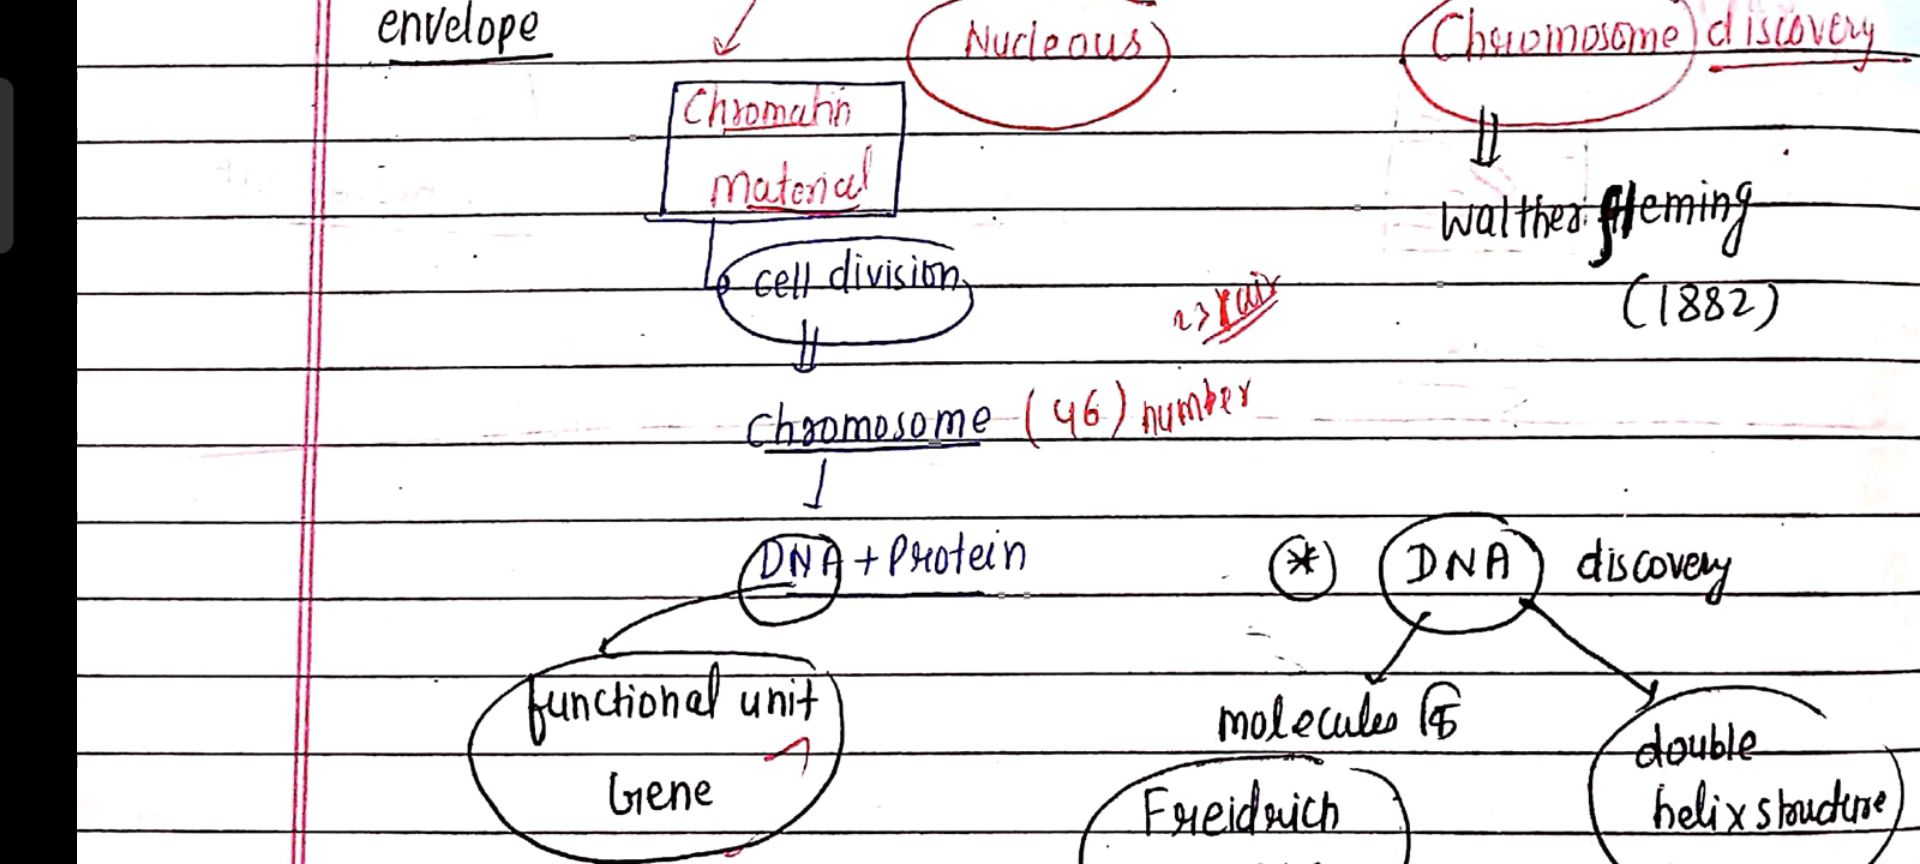 envelope
Nucleous
Chromosome discovery
Chromatin
Material
Walther flemming
(1882)
cell division
23 pair
Chromosome (46) number
DNA + Protein
* DNA discovery
functional unit
Gene
molecules की
double
helix structure
Freidrich